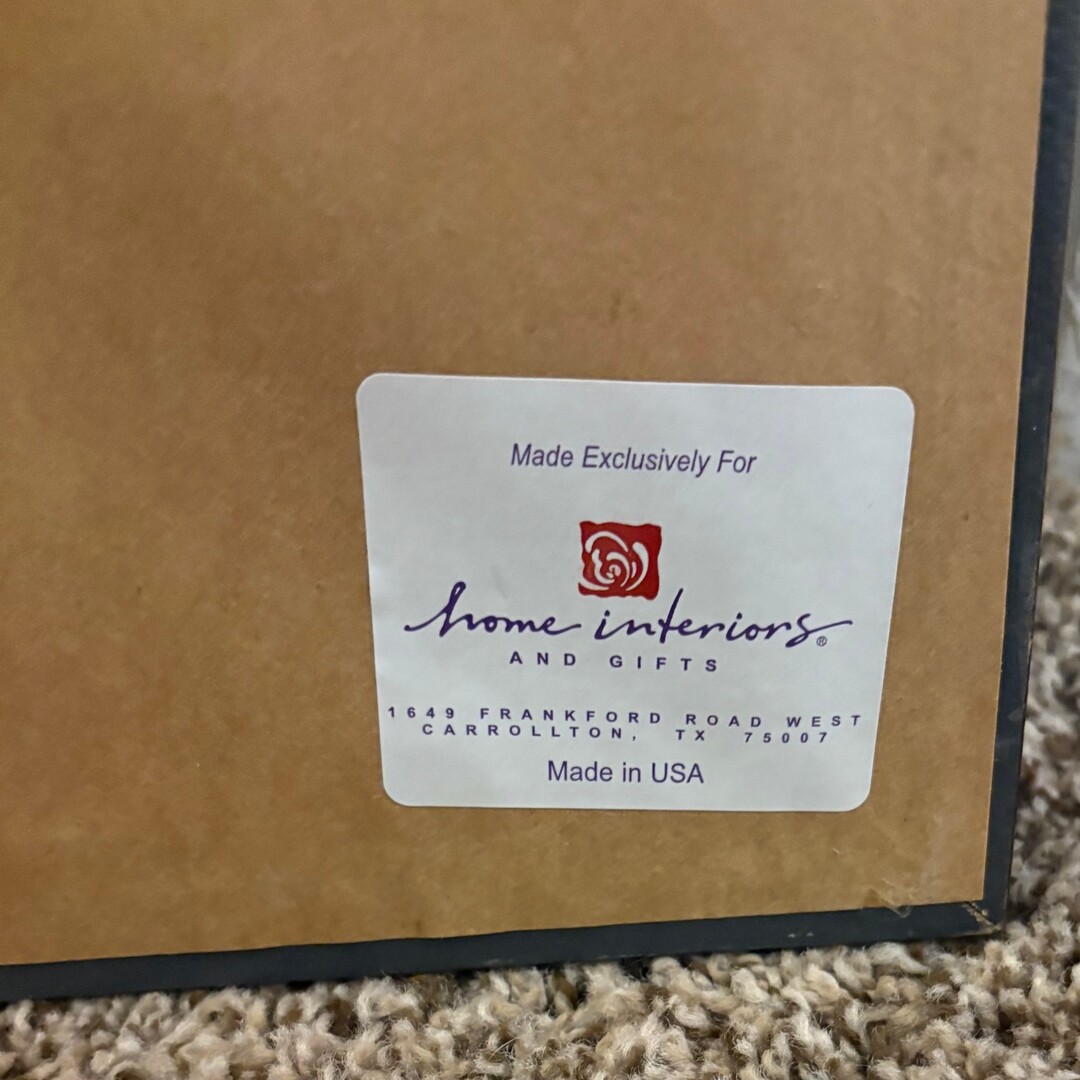 Made Exclusively For
home interiors®
AND GIFTS
1649 FRANKFORD ROAD WEST
CARROLLTON, TX 75007
Made in USA